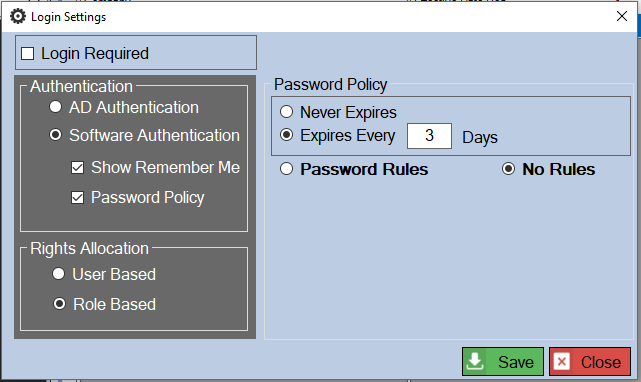 Login Settings
Login Required
Authentication
AD Authentication
Software Authentication
Show Remember Me
Password Policy
Rights Allocation
User Based
Role Based
Password Policy
Never Expires
Expires Every 3 Days
Password Rules No Rules
Save Close